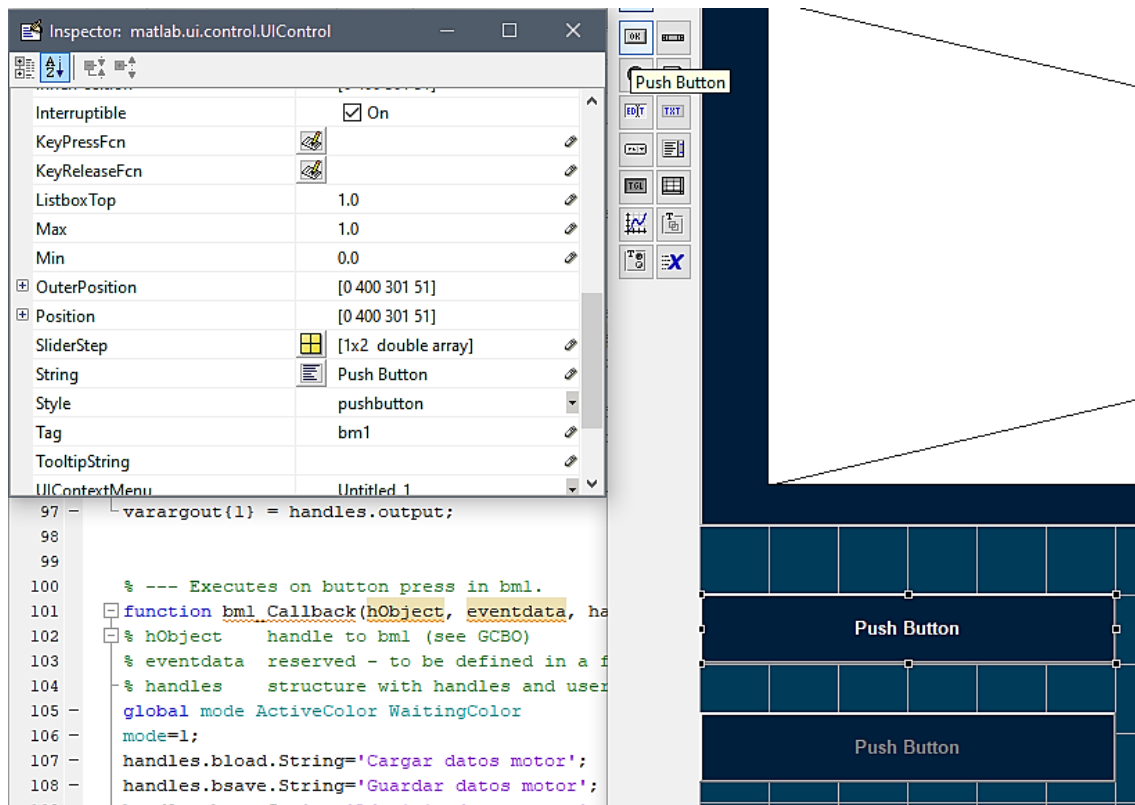 Inspector: matlab.ui.control.UIControl
Interruptible On
KeyPressFcn
KeyReleaseFcn
ListboxTop 1.0
Max 1.0
Min 0.0
OuterPosition [0 400 301 51]
Position [0 400 301 51]
SliderStep [1x2 double array]
String Push Button
Style pushbutton
Tag bm1
TooltipString
UIContextMenu Untitled_1
OK
Push Button
EDIT TXT
TGL
97 varargout{1} = handles.output;
98
99
100 % --- Executes on button press in bm1.
101 function bm1_Callback(hObject, eventdata, ha
102 % hObject    handle to bm1 (see GCBO)
103 % eventdata  reserved - to be defined in a f
104 % handles    structure with handles and user
105 global mode ActiveColor WaitingColor
106 mode=1;
107 handles.bload.String='Cargar datos motor';
108 handles.bsave.String='Guardar datos motor';
Push Button
Push Button